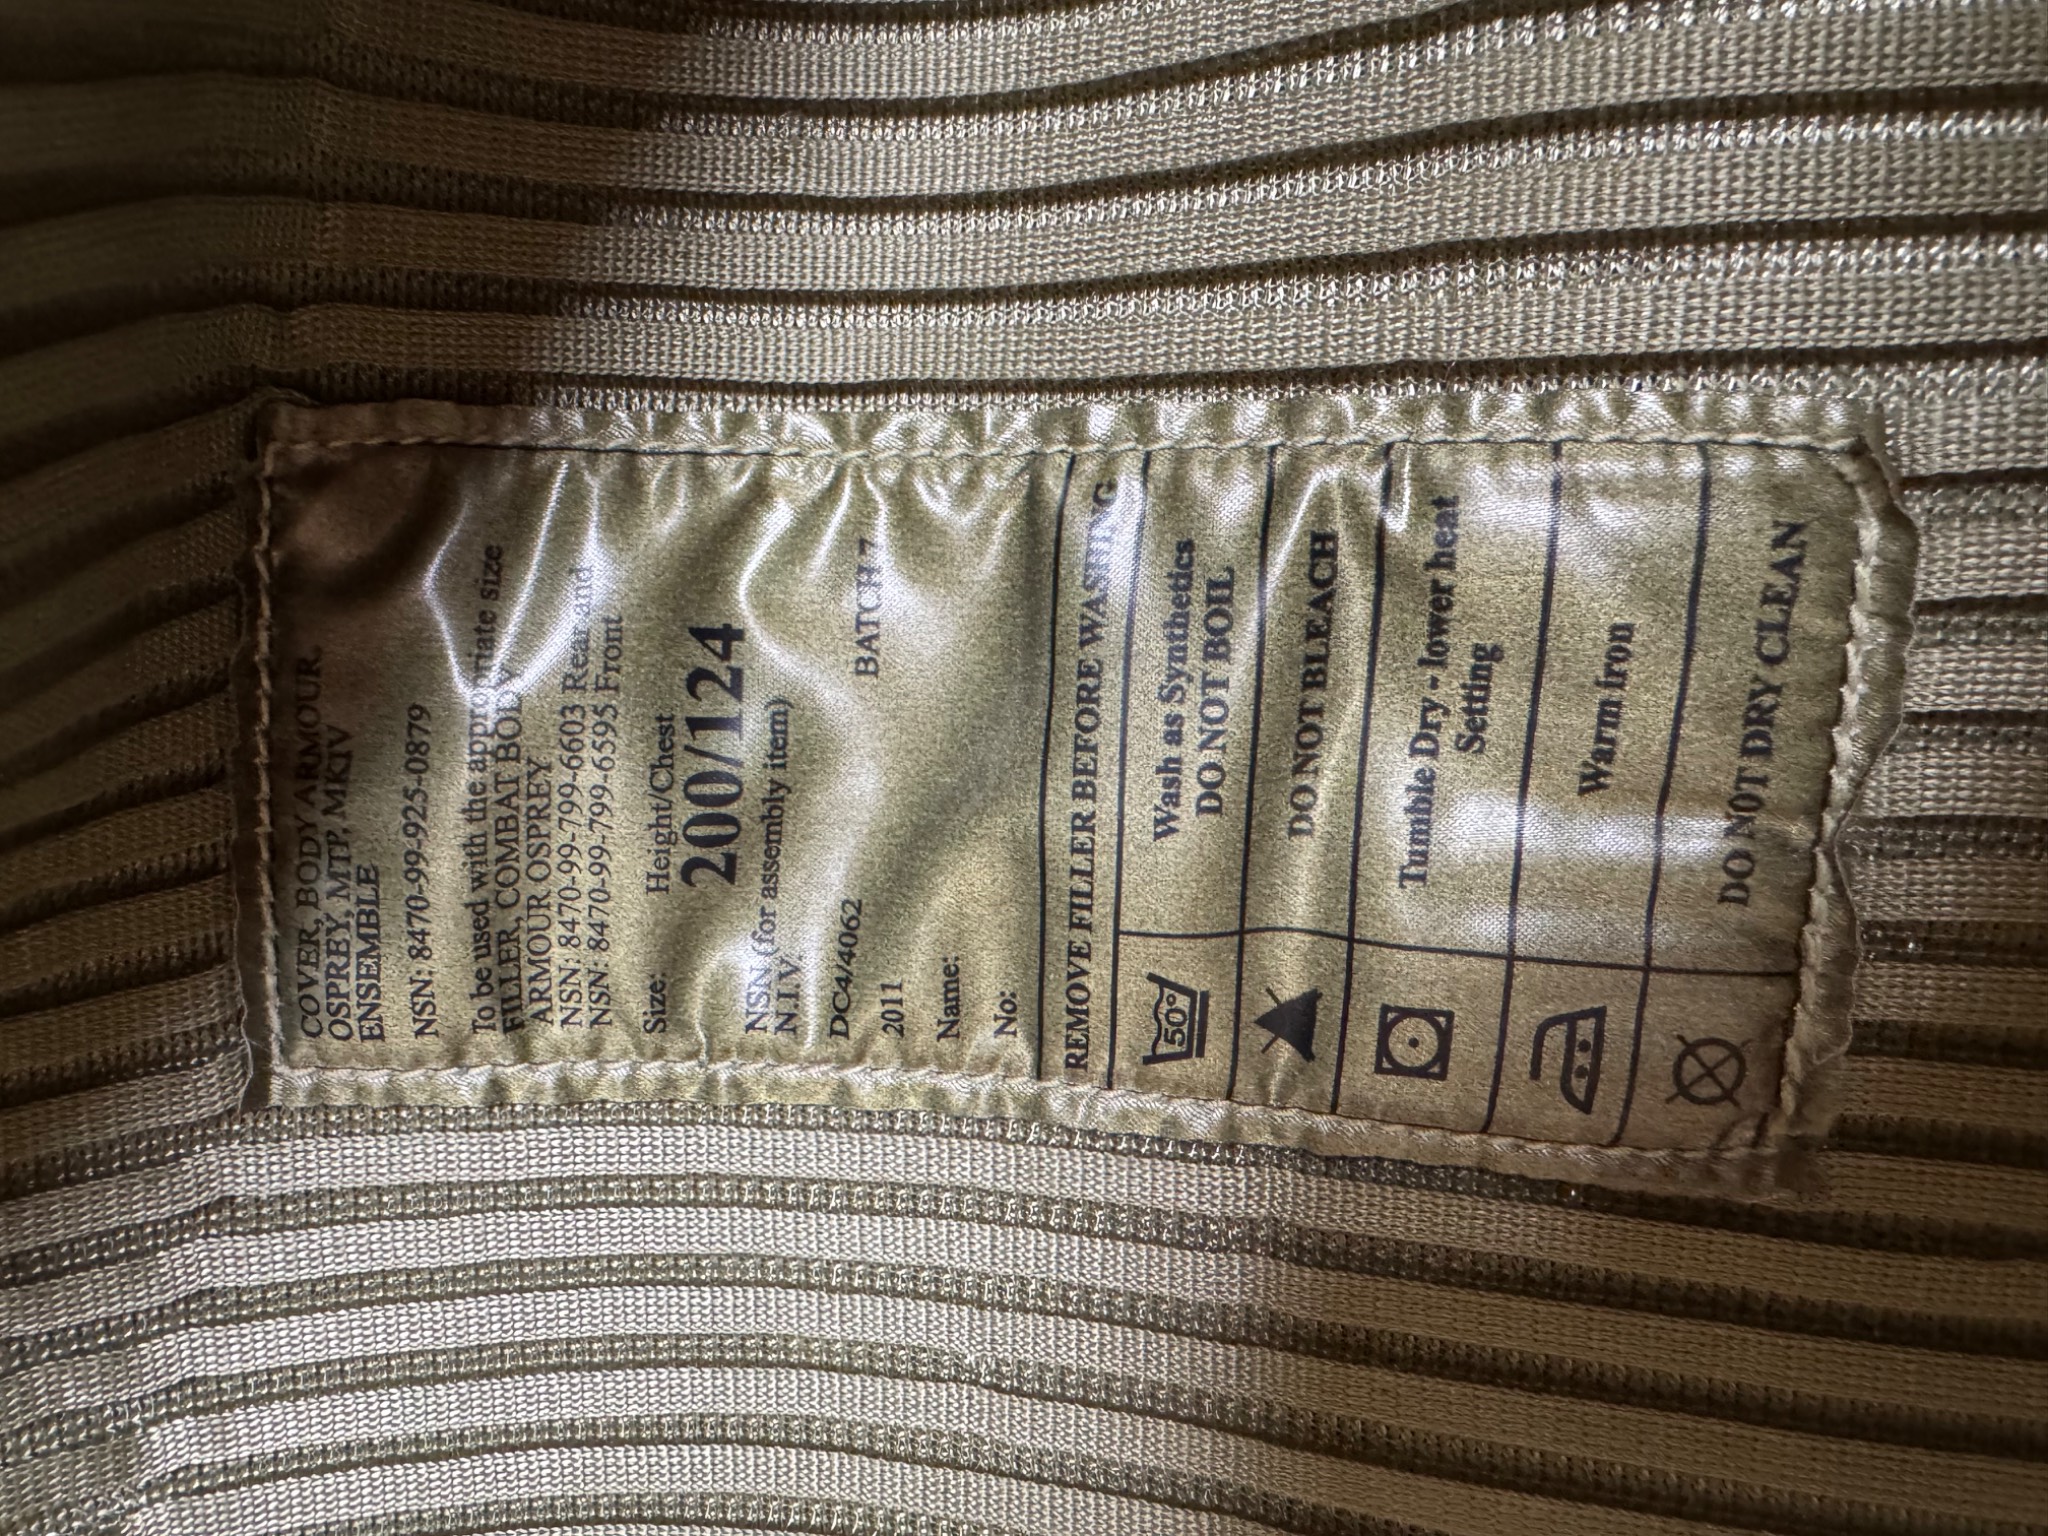 COVER, BODY ARMOUR.
OSPREY, MTP, MKIV
ENSEMBLE
NSN: 8470-99-925-0879
To be used with the appropriate size
FILLER, COMBAT BODY
ARMOUR OSPREY
NSN: 8470-99-799-6603 Rear and
NSN: 8470-99-799-6595 Front
Size: Height/Chest
200/124
NSN (for assembly item)
N.I.V.
DC4/4062 BATCH 7
2011
Name:
No:
REMOVE FILLER BEFORE WASHING
50° Wash as Synthetics
DO NOT BOIL
DO NOT BLEACH
Tumble Dry - lower heat
Setting
Warm Iron
DO NOT DRY CLEAN